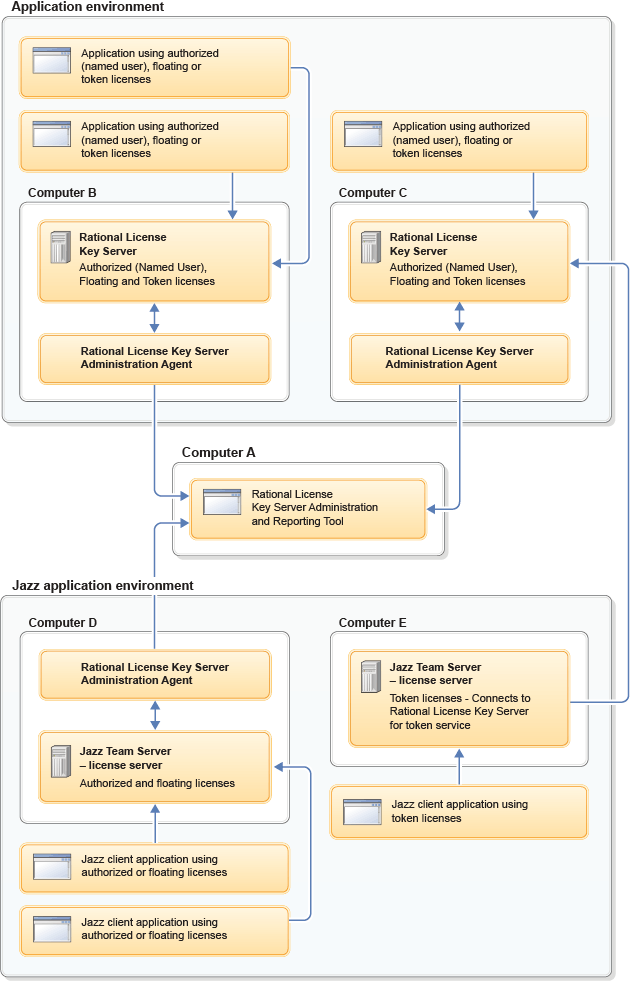 Application environment
Application using authorized
(named user), floating or
token licenses
Application using authorized
(named user), floating or
token licenses
Application using authorized
(named user), floating or
token licenses
Computer B
Rational License
Key Server
Authorized (Named User),
Floating and Token licenses
Rational License Key Server
Administration Agent
Computer C
Rational License
Key Server
Authorized (Named User),
Floating and Token licenses
Rational License Key Server
Administration Agent
Computer A
Rational License
Key Server Administration
and Reporting Tool
Jazz application environment
Computer D
Rational License Key Server
Administration Agent
Jazz Team Server
– license server
Authorized and floating licenses
Jazz client application using
authorized or floating licenses
Jazz client application using
authorized or floating licenses
Computer E
Jazz Team Server
– license server
Token licenses - Connects to
Rational License Key Server
for token service
Jazz client application using
token licenses